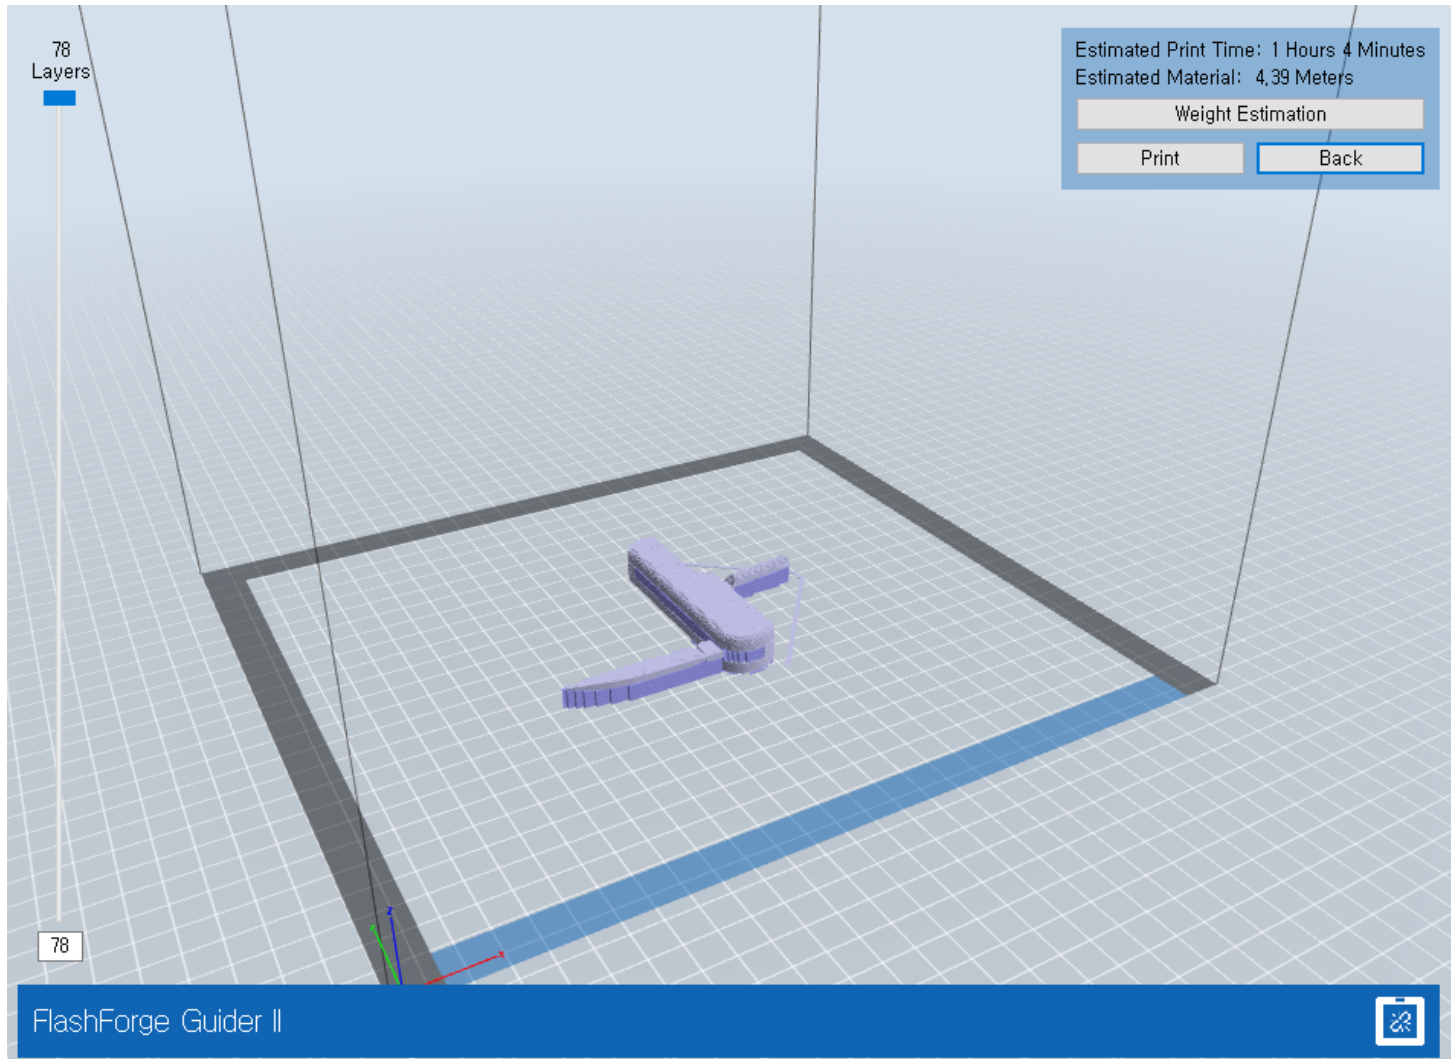 78
Layers
Estimated Print Time: 1 Hours 4 Minutes
Estimated Material: 4.39 Meters
Weight Estimation
Print Back
78
z
x
FlashForge Guider II